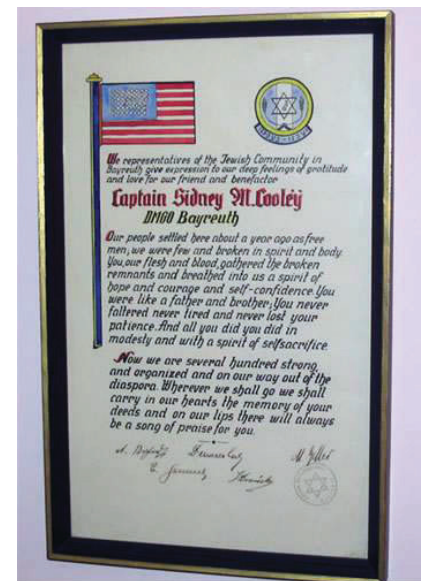 We representatives of the Jewish Community in
Bayreuth give expression to our deep feelings of gratitude
and love for our friend and benefactor
Captain Sidney M. Cooley
DMGO Bayreuth
Our people settled here about a year ago as free
men; we were few and broken in spirit and body
You, our flesh and blood, gathered the broken
remnants and breathed into us a spirit of
hope and courage and self-confidence. You
were like a father and brother; You never
faltered never tired and never lost your
patience. And all you did you did in
modesty and with a spirit of selfsacrifice.
Now we are several hundred strong
and organized and on our way out of the
diaspora. Wherever we shall go we shall
carry in our hearts the memory of your
deeds and on our lips there will always
be a song of praise for you.